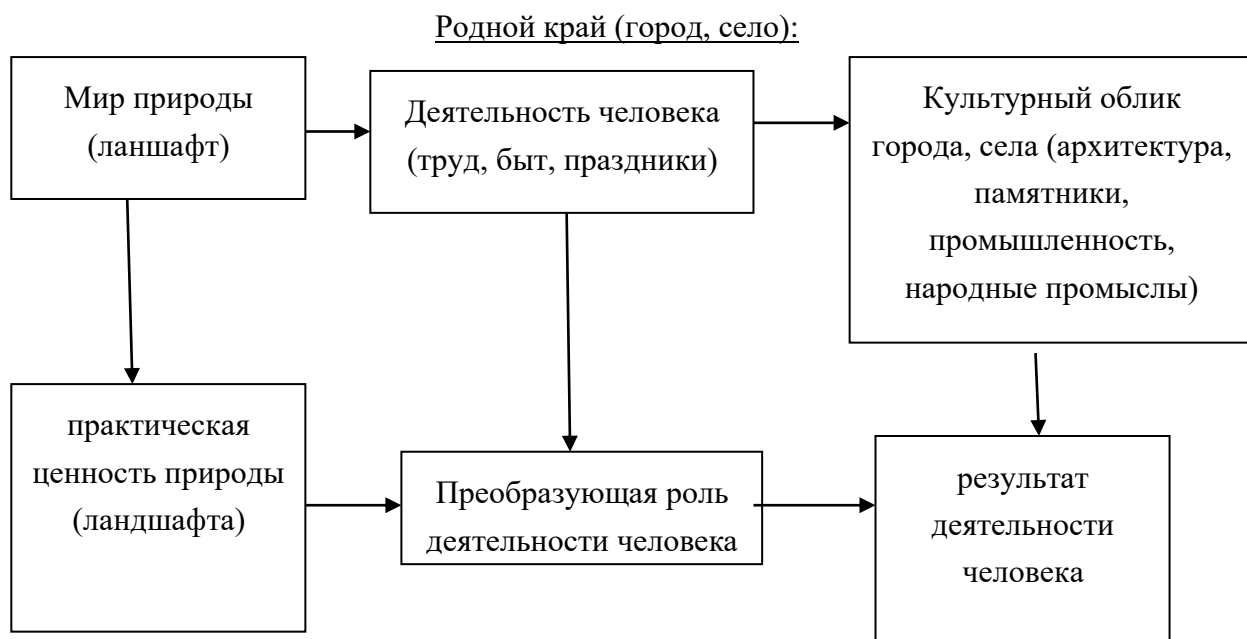 Родной край (город, село):
Мир природы
(ланшафт)
Деятельность человека
(труд, быт, праздники)
Культурный облик
города, села (архитектура,
памятники,
промышленность,
народные промыслы)
практическая
ценность природы
(ландшафта)
Преобразующая роль
деятельности человека
результат
деятельности
человека